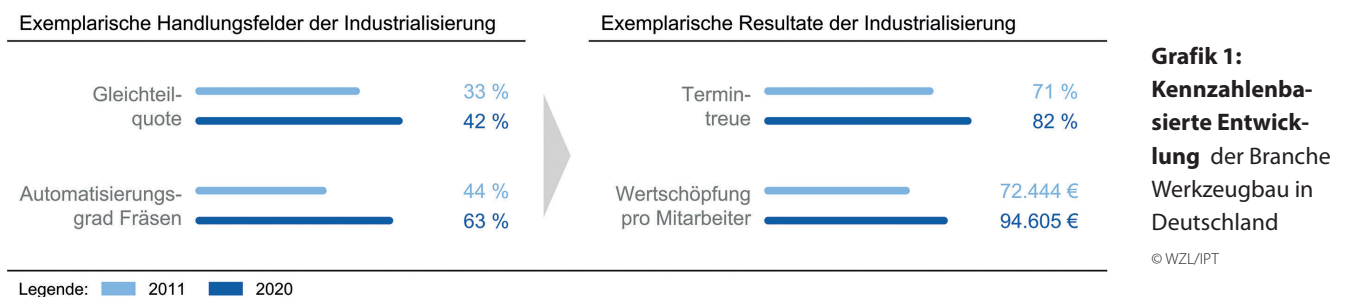 Exemplarische Handlungsfelder der Industrialisierung
Gleichteil-
quote
33 %
42 %
Automatisierungs-
grad Fräsen
44 %
63 %
Exemplarische Resultate der Industrialisierung
Termin-
treue
71 %
82 %
Wertschöpfung
pro Mitarbeiter
72.444 €
94.605 €
Legende: 2011 2020
Grafik 1:
Kennzahlenba-
sierte Entwick-
lung der Branche
Werkzeugbau in
Deutschland
© WZL/IPT